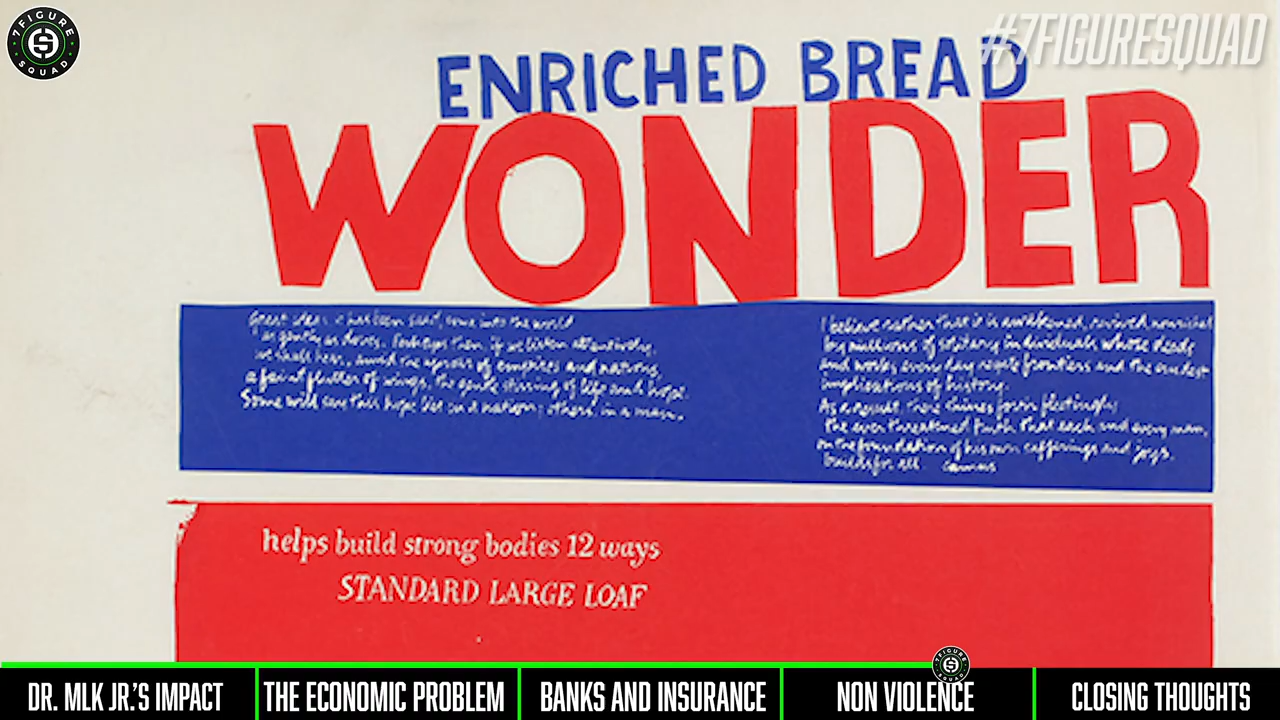 7 FIGURE SQUAD
#7FIGURESQUAD
ENRICHED BREAD
WONDER
Great ideas, it has been said, come into the world
as gently as doves. Perhaps then, if we listen attentively,
we shall hear, amid the uproar of empires and nations,
a faint flutter of wings, the gentle stirring of life and hope.
Some will say this hope lies in a nation; others, in a man.
I believe rather that it is awakened, revived, nourished
by millions of solitary individuals whose deeds
and works every day negate frontiers and the crudest
implications of history.
As a result, there shines forth fleetingly
the ever threatened truth that each and every man,
on the foundation of his own sufferings and joys,
builds for all. Camus
helps build strong bodies 12 ways
STANDARD LARGE LOAF
7 FIGURE SQUAD
DR. MLK JR.'S IMPACT
THE ECONOMIC PROBLEM
BANKS AND INSURANCE
NON VIOLENCE
CLOSING THOUGHTS